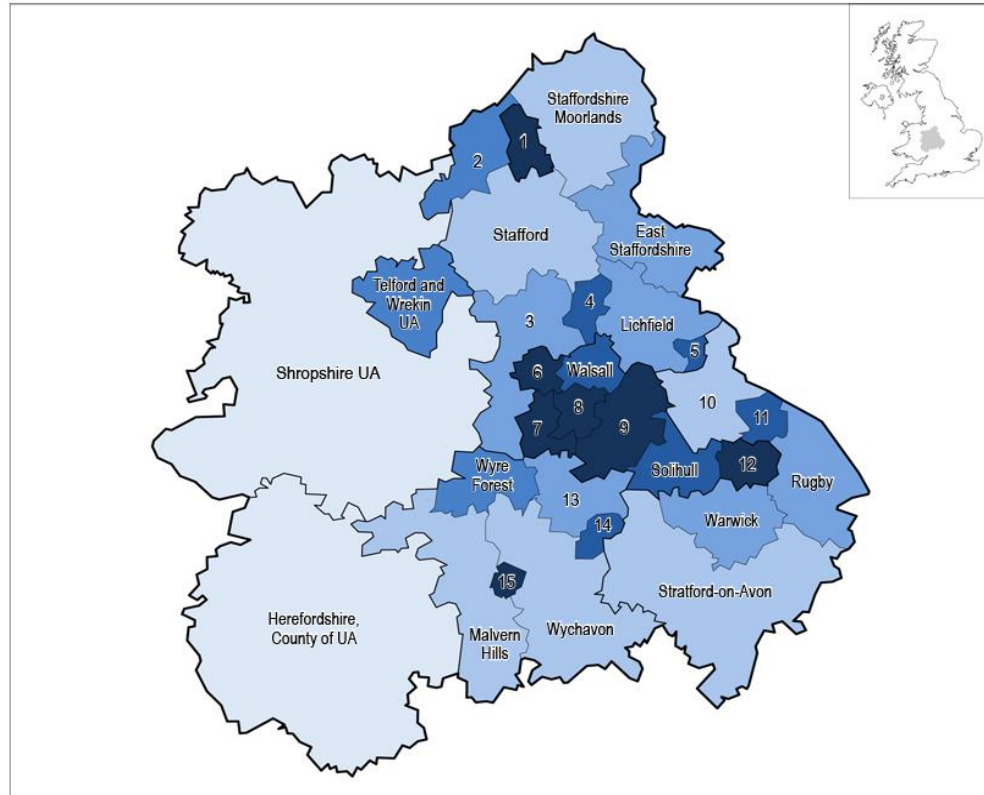 Staffordshire
Moorlands
1
2
Stafford
East
Staffordshire
Telford and
Wrekin
UA
3
4
Lichfield
5
Shropshire UA
6
Walsall
7
8
9
10
11
Wyre
Forest
Solihull
12
Rugby
13
14
Warwick
15
Stratford-on-Avon
Herefordshire,
County of UA
Malvern
Hills
Wychavon